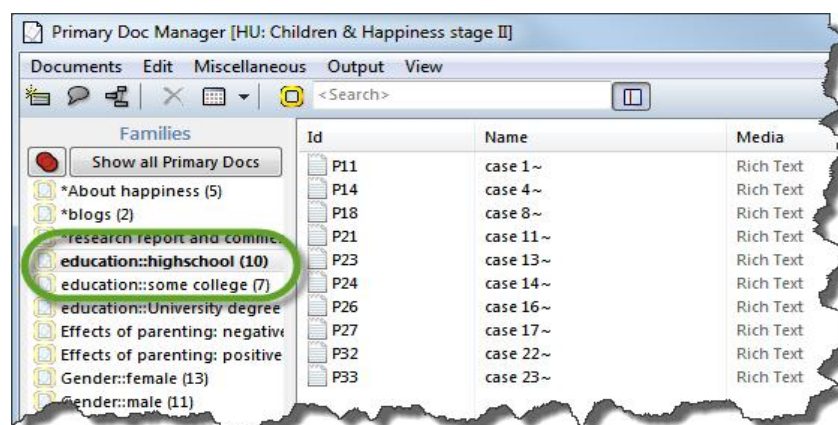 Primary Doc Manager [HU: Children & Happiness stage II]
Documents Edit Miscellaneous Output View
<Search>
Families
Show all Primary Docs
*About happiness (5)
*blogs (2)
*research report and comme
education::highschool (10)
education::some college (7)
education::University degree
Effects of parenting: negative
Effects of parenting: positive
Gender::female (13)
Gender::male (11)
Id Name Media
P11 case 1~ Rich Text
P14 case 4~ Rich Text
P18 case 8~ Rich Text
P21 case 11~ Rich Text
P23 case 13~ Rich Text
P24 case 14~ Rich Text
P26 case 16~ Rich Text
P27 case 17~ Rich Text
P32 case 22~ Rich Text
P33 case 23~ Rich Text